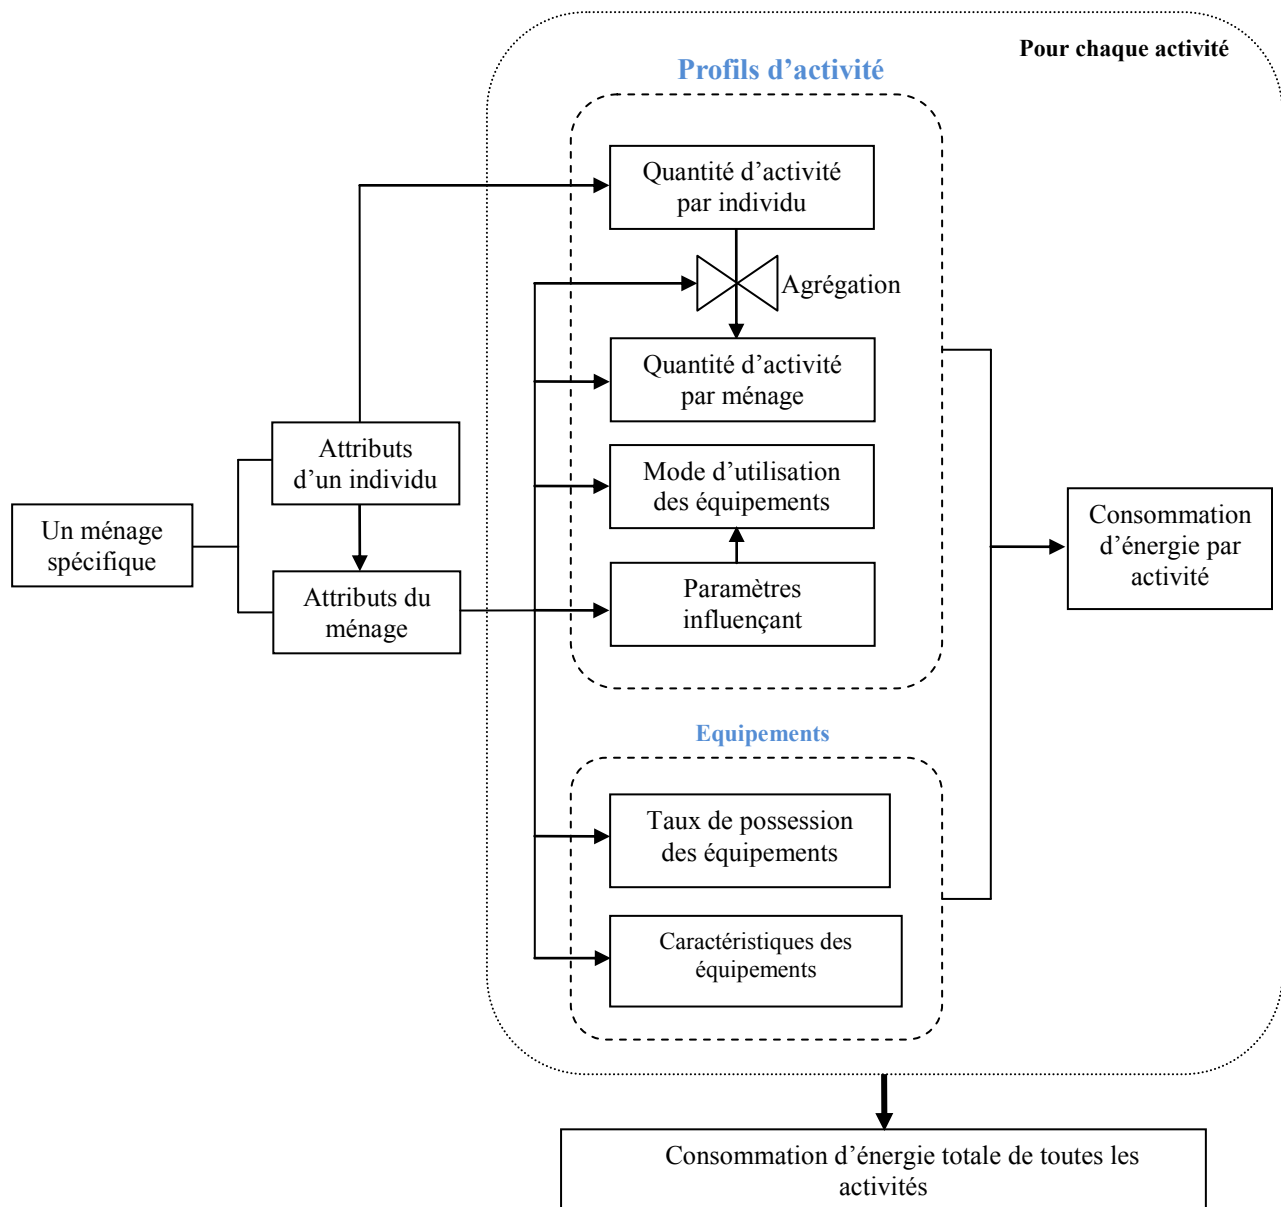 Pour chaque activité
Profils d’activité
Quantité d’activité
par individu
Agrégation
Quantité d’activité
par ménage
Attributs
d’un individu
Mode d’utilisation
des équipements
Un ménage
spécifique
Consommation
d’énergie par
activité
Attributs du
ménage
Paramètres
influençant
Equipements
Taux de possession
des équipements
Caractéristiques des
équipements
Consommation d’énergie totale de toutes les
activités